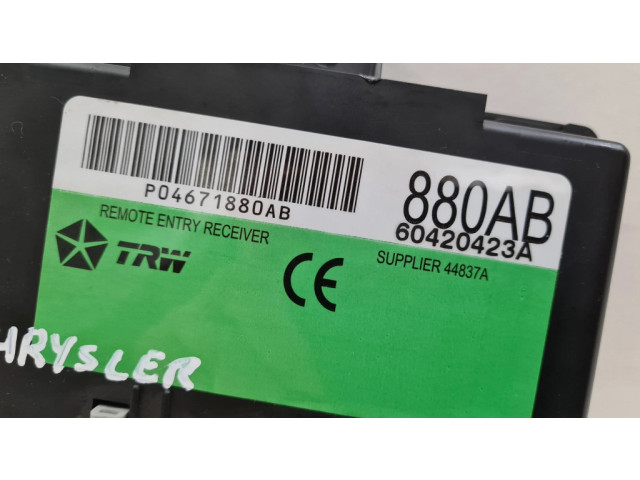 P04671880AB
880AB
60420423A
REMOTE ENTRY RECEIVER
TRW
CE
SUPPLIER 44837A
HRYSLER